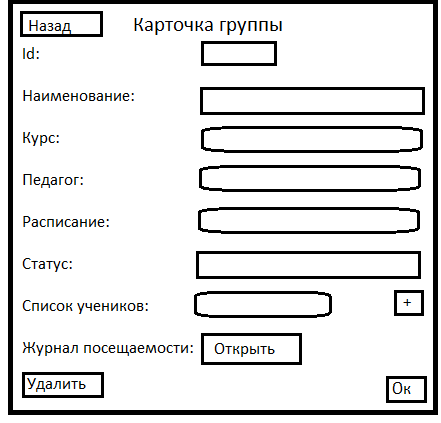 Назад
Карточка группы
Id:
Наименование:
Курс:
Педагог:
Расписание:
Статус:
Список учеников:
+
Журнал посещаемости:
Открыть
Удалить
Ок